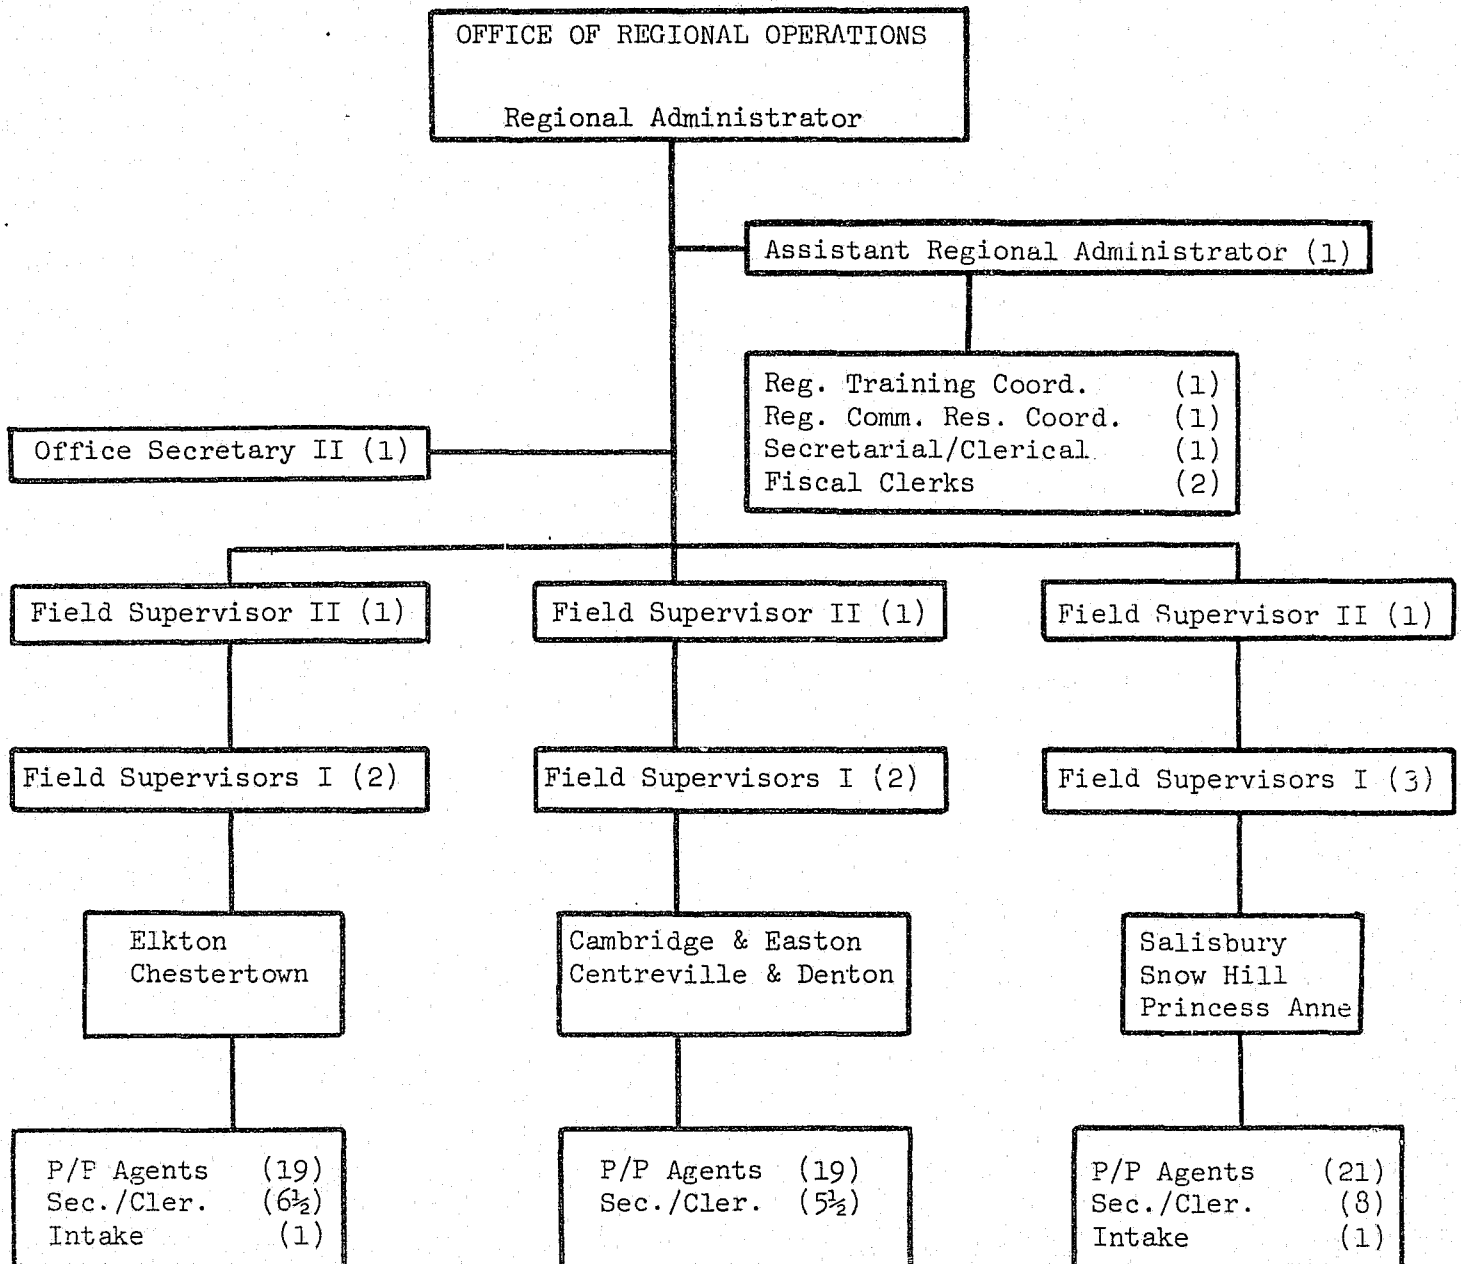 OFFICE OF REGIONAL OPERATIONS
Regional Administrator
Assistant Regional Administrator (1)
Reg. Training Coord. (1)
Reg. Comm. Res. Coord. (1)
Secretarial/Clerical (1)
Fiscal Clerks (2)
Office Secretary II (1)
Field Supervisor II (1)
Field Supervisor II (1)
Field Supervisor II (1)
Field Supervisors I (2)
Field Supervisors I (2)
Field Supervisors I (3)
Elkton
Chestertown
Cambridge & Easton
Centreville & Denton
Salisbury
Snow Hill
Princess Anne
P/P Agents (19)
Sec./Cler. (6½)
Intake (1)
P/P Agents (19)
Sec./Cler. (5½)
P/P Agents (21)
Sec./Cler. (8)
Intake (1)